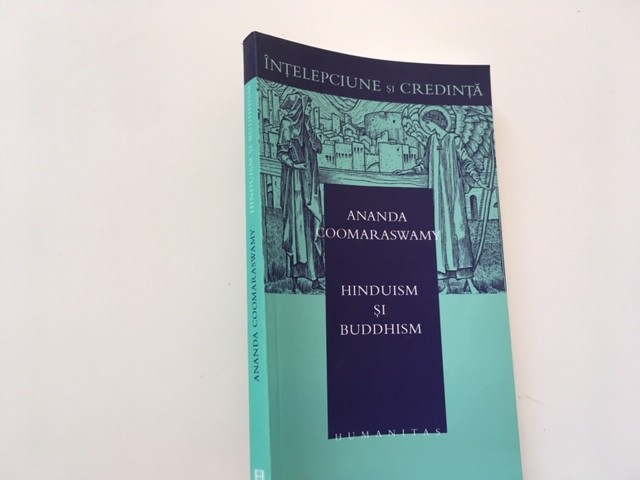 ÎNȚELEPCIUNE ȘI CREDINȚĂ
ANANDA
COOMARASWAMY
HINDUISM
ȘI
BUDDHISM
HUMANITAS
ANANDA COOMARASWAMY HINDUISM ȘI BUDDHISM